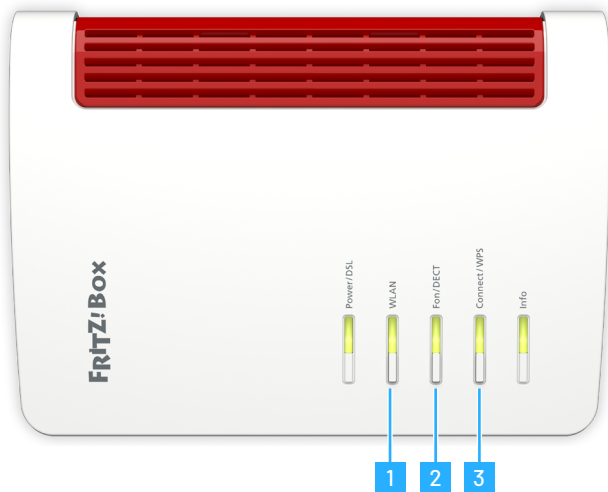 FRITZ! Box
Power/DSL
WLAN
Fon/DECT
Connect/WPS
Info
1
2
3